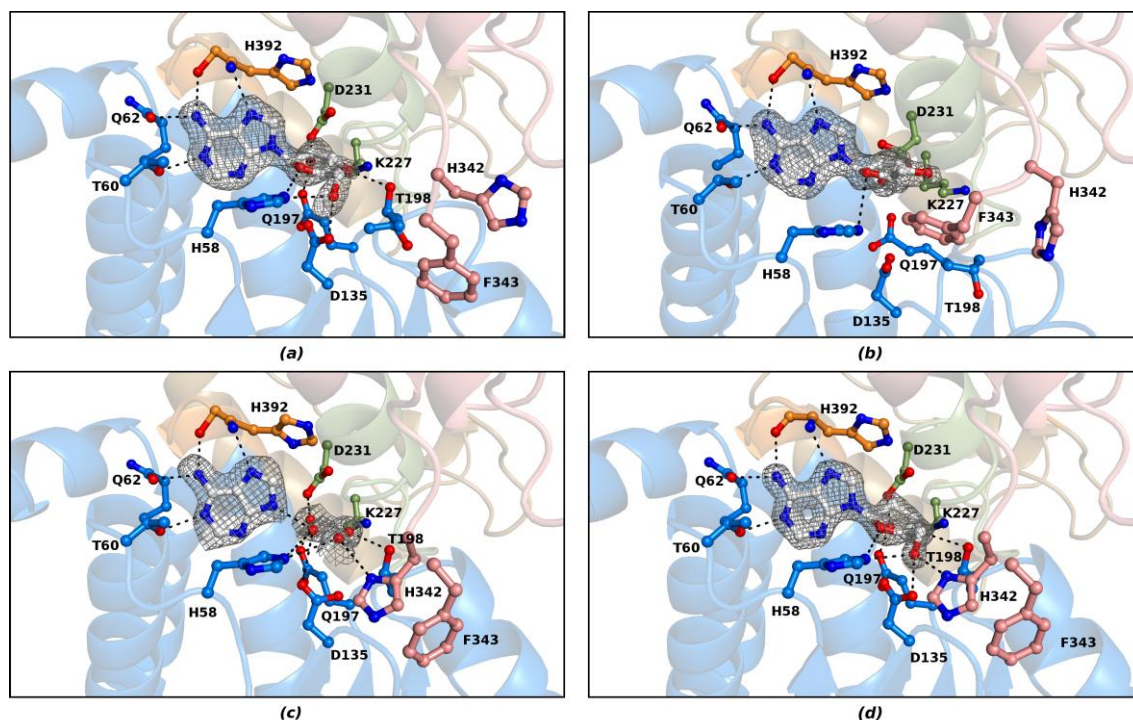 H392
D231
Q62
K227
H342
T60
T198
Q197
H58
F343
D135
(a)
H392
D231
Q62
H342
K227
F343
T60
H58
Q197
T198
D135
(b)
H392
D231
Q62
K227
T198
T60
H342
H58
Q197
F343
D135
(c)
H392
D231
Q62
K227
T60
T198
Q197
H342
H58
D135
F343
(d)